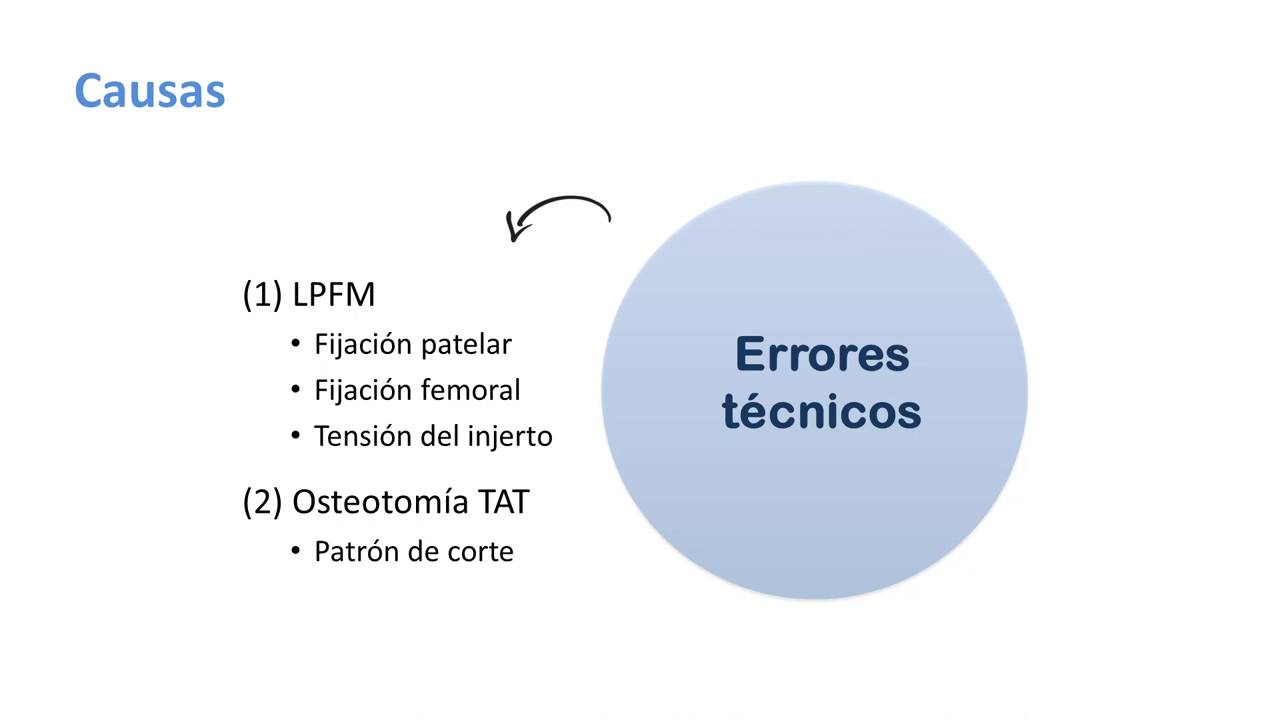 Causas
(1) LPFM
• Fijación patelar
• Fijación femoral
• Tensión del injerto
(2) Osteotomía TAT
• Patrón de corte
Errores
técnicos